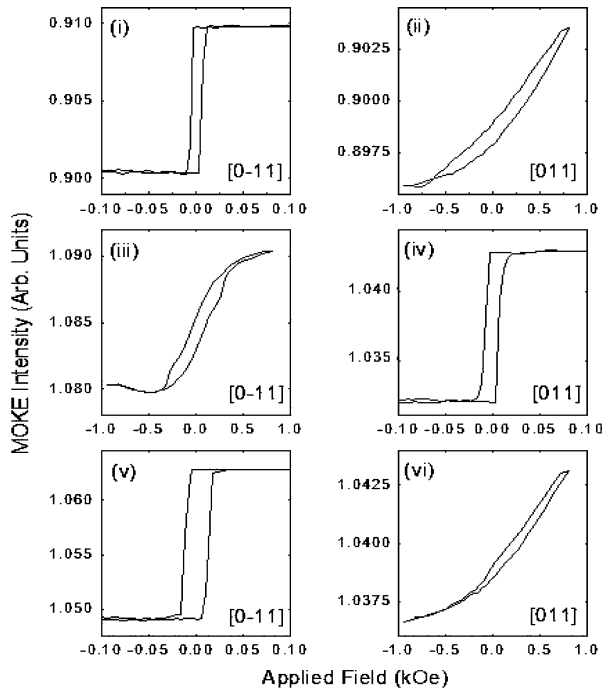 MOKE Intensity (Arb. Units)
(i)
0.910
0.905
0.900
[0-11]
-0.10 -0.05 0.00 0.05 0.10
(ii)
0.9025
0.9000
0.8975
[011]
-1.0 -0.5 0.0 0.5 1.0
(iii)
1.090
1.085
1.080
[0-11]
-1.0 -0.5 0.0 0.5 1.0
(iv)
1.040
1.035
[011]
-0.10 -0.05 0.00 0.05 0.10
(v)
1.060
1.055
1.050
[0-11]
-0.10 -0.05 0.00 0.05 0.10
(vi)
1.0425
1.0400
1.0375
[011]
-1.0 -0.5 0.0 0.5 1.0
Applied Field (kOe)